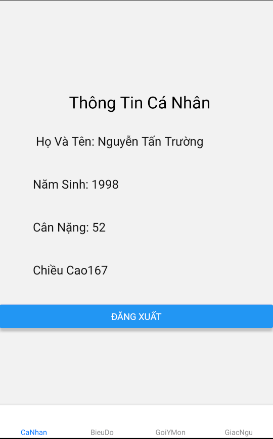 Thông Tin Cá Nhân
Họ Và Tên: Nguyễn Tấn Trường
Năm Sinh: 1998
Cân Nặng: 52
Chiều Cao167
ĐĂNG XUẤT
CaNhan BieuDo GoiYMon GiacNgu